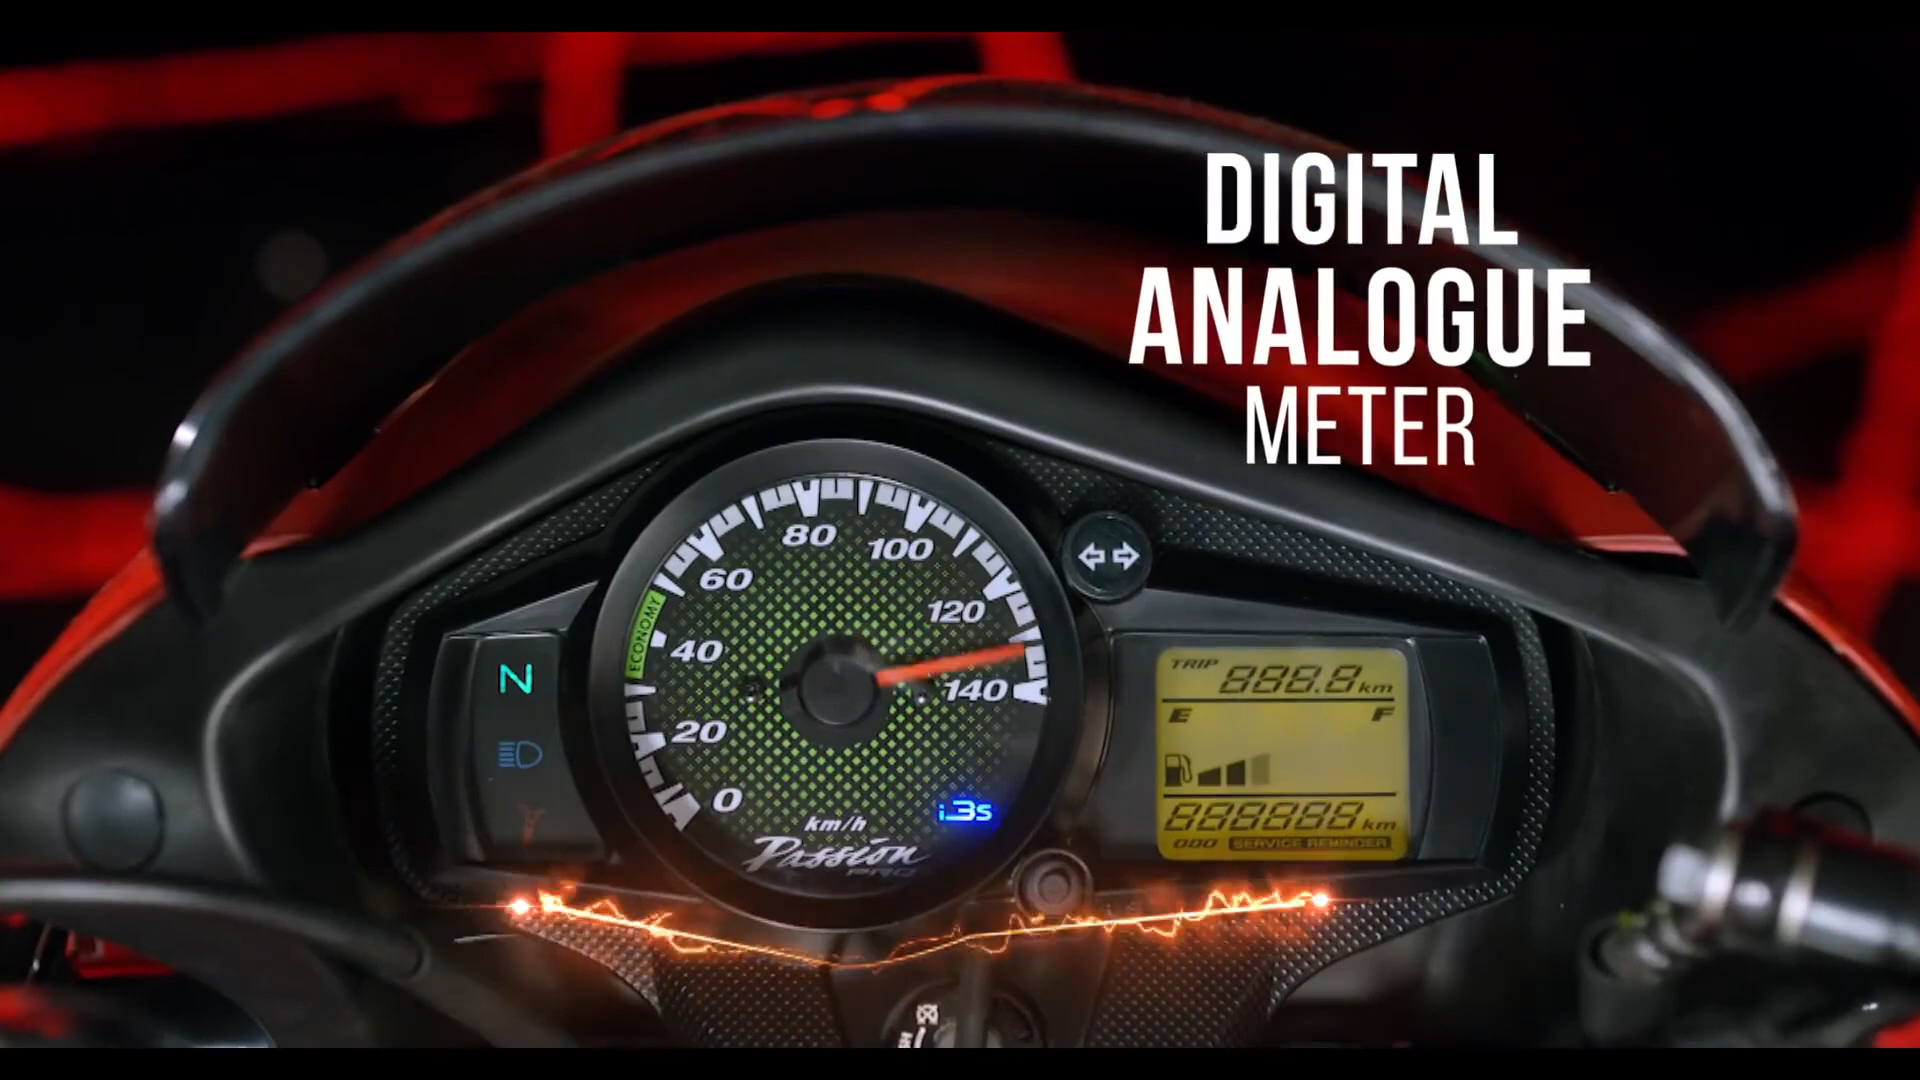 DIGITAL
ANALOGUE
METER
80
100
60
120
ECONOMY
40
140
20
0
km/h
i3s
Passion
PRO
N
TRIP 888.8 km
E F
888888 km
ODO SERVICE REMINDER